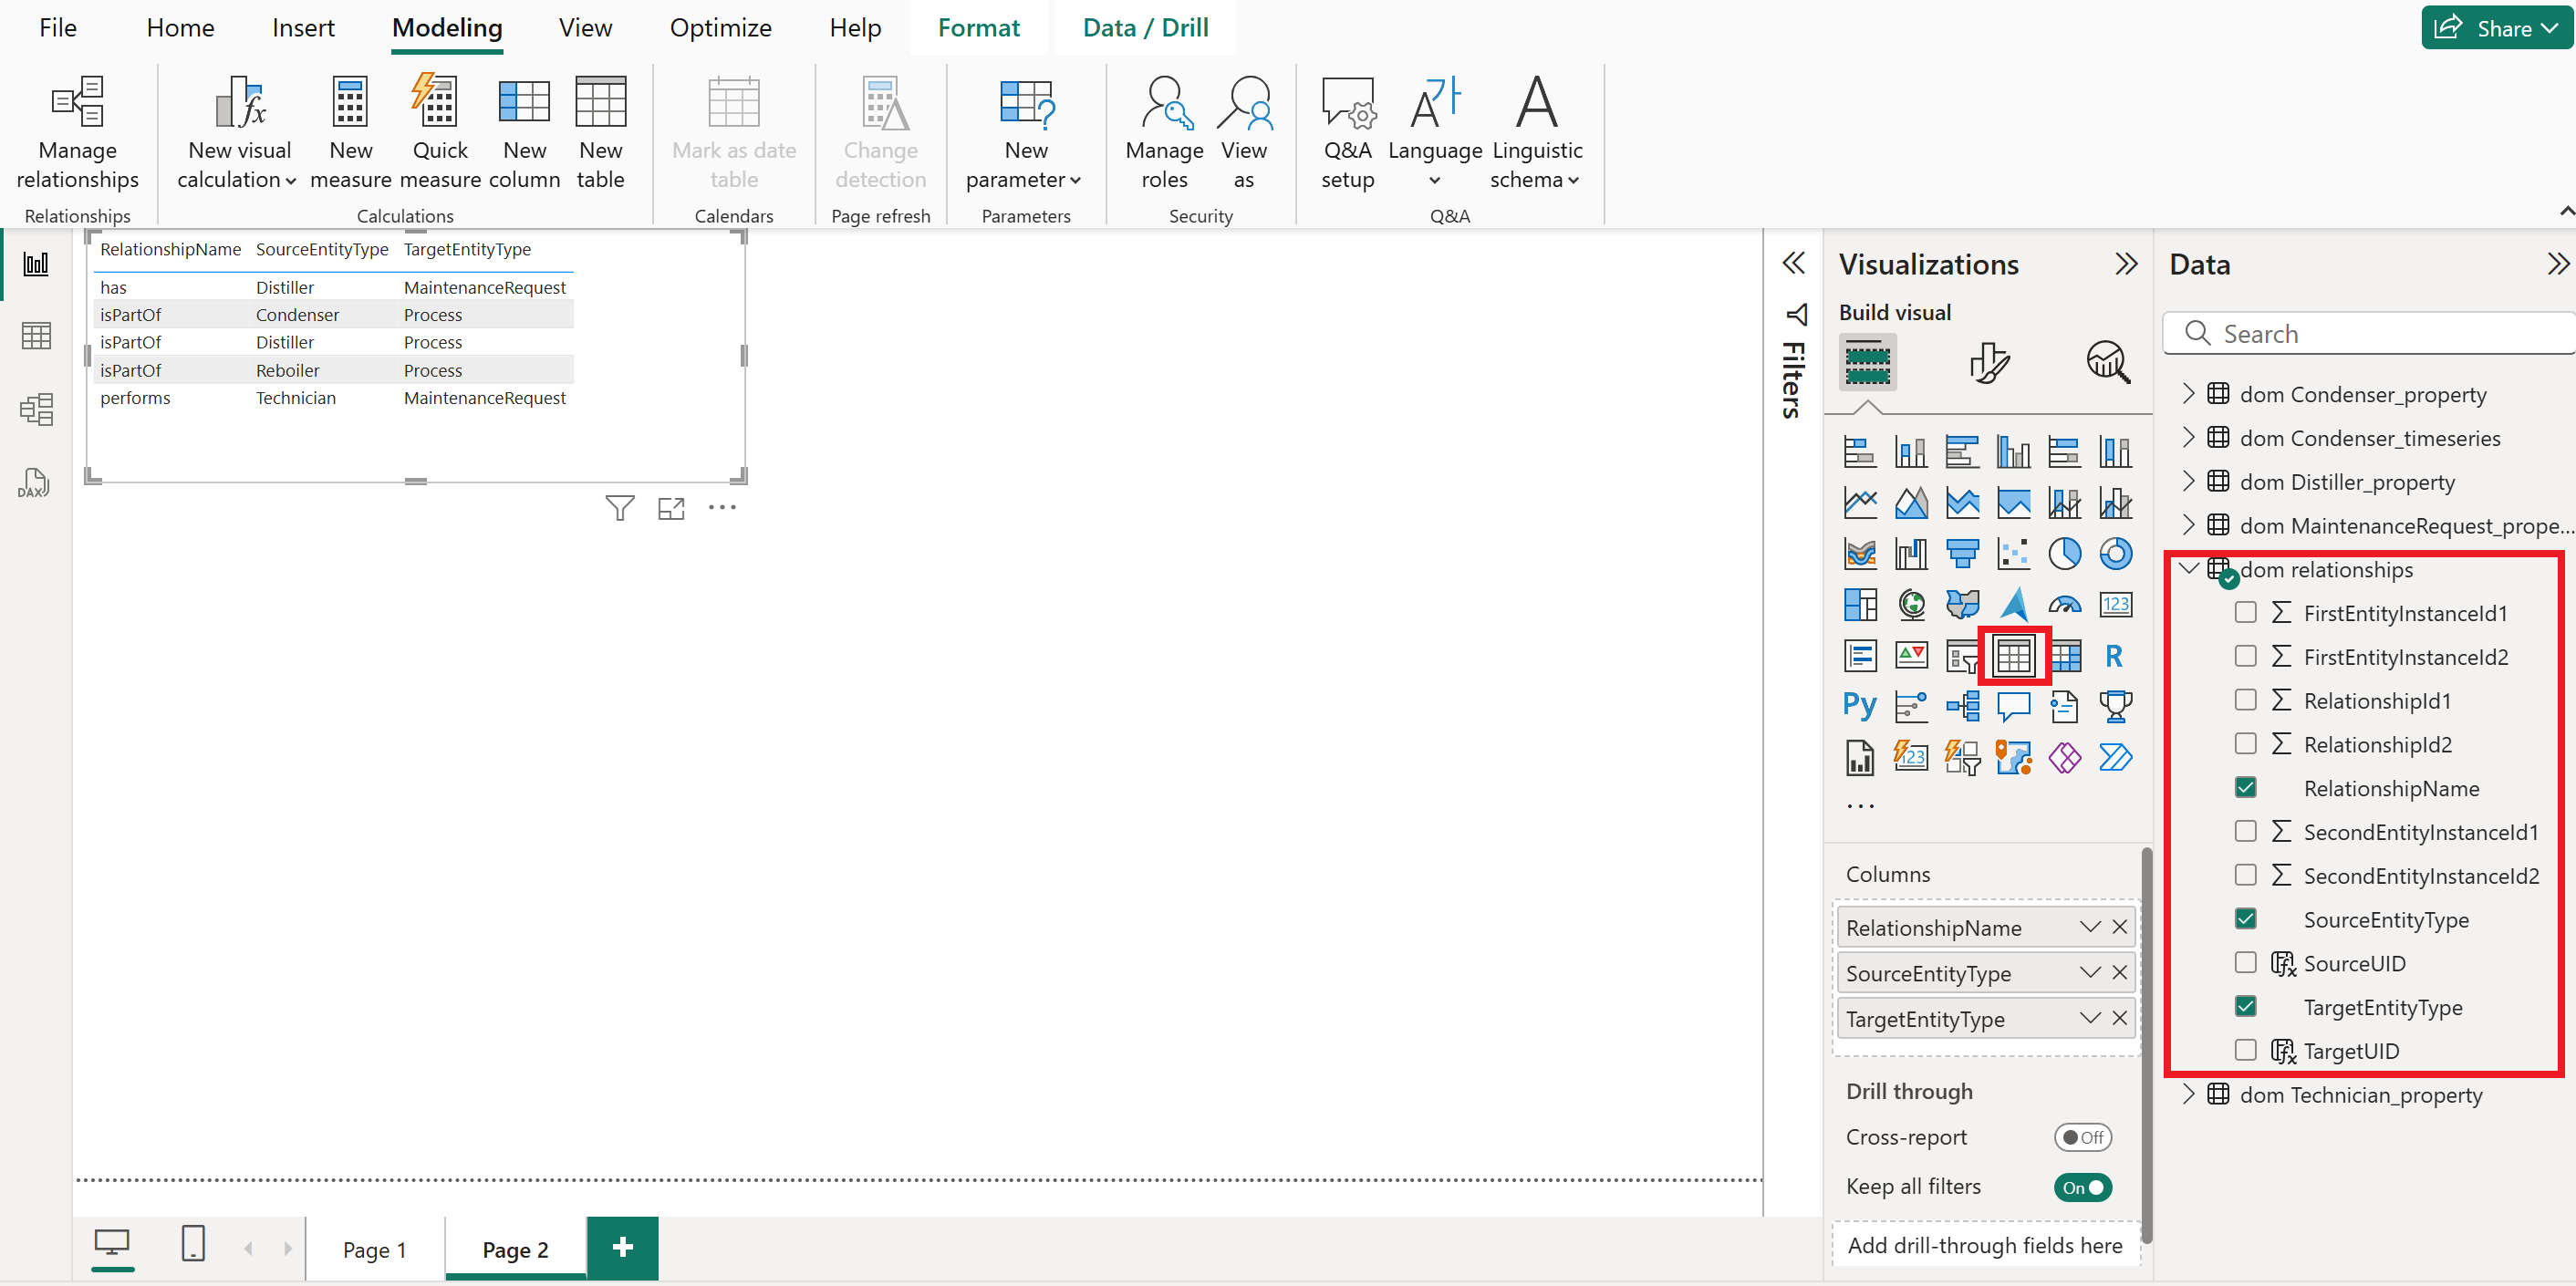 File Home Insert Modeling View Optimize Help Format Data / Drill Share
Manage relationships
New visual calculation
New measure
Quick measure
New column
New table
Mark as date table
Change detection
New parameter
Manage roles
View as
Q&A setup
Language
Linguistic schema
Relationships Calculations Calendars Page refresh Parameters Security Q&A
RelationshipName SourceEntityType TargetEntityType
has Distiller MaintenanceRequest
isPartOf Condenser Process
isPartOf Distiller Process
isPartOf Reboiler Process
performs Technician MaintenanceRequest
DAX
Filters
Visualizations
Build visual
123
R
Py
123
...
Columns
RelationshipName
SourceEntityType
TargetEntityType
Drill through
Cross-report Off
Keep all filters On
Add drill-through fields here
Data
Search
dom Condenser_property
dom Condenser_timeseries
dom Distiller_property
dom MaintenanceRequest_prope...
dom relationships
FirstEntityInstanceId1
FirstEntityInstanceId2
RelationshipId1
RelationshipId2
RelationshipName
SecondEntityInstanceId1
SecondEntityInstanceId2
SourceEntityType
SourceUID
TargetEntityType
TargetUID
dom Technician_property
Page 1 Page 2 +